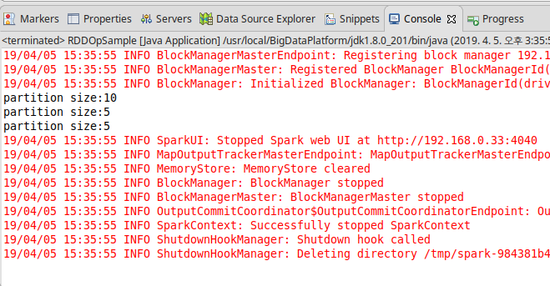 Markers Properties Servers Data Source Explorer Snippets Console Progress
<terminated> RDDOpSample [Java Application] /usr/local/BigDataPlatform/jdk1.8.0_201/bin/java (2019. 4. 5. 오후 3:35:5
19/04/05 15:35:55 INFO BlockManagerMasterEndpoint: Registering block manager 192.1
19/04/05 15:35:55 INFO BlockManagerMaster: Registered BlockManager BlockManagerId(
19/04/05 15:35:55 INFO BlockManager: Initialized BlockManager: BlockManagerId(driv
partition size:10
partition size:5
partition size:5
19/04/05 15:35:55 INFO SparkUI: Stopped Spark web UI at http://192.168.0.33:4040
19/04/05 15:35:55 INFO MapOutputTrackerMasterEndpoint: MapOutputTrackerMasterEndpo
19/04/05 15:35:55 INFO MemoryStore: MemoryStore cleared
19/04/05 15:35:55 INFO BlockManager: BlockManager stopped
19/04/05 15:35:55 INFO BlockManagerMaster: BlockManagerMaster stopped
19/04/05 15:35:55 INFO OutputCommitCoordinator$OutputCommitCoordinatorEndpoint: Ou
19/04/05 15:35:55 INFO SparkContext: Successfully stopped SparkContext
19/04/05 15:35:55 INFO ShutdownHookManager: Shutdown hook called
19/04/05 15:35:55 INFO ShutdownHookManager: Deleting directory /tmp/spark-984381b4